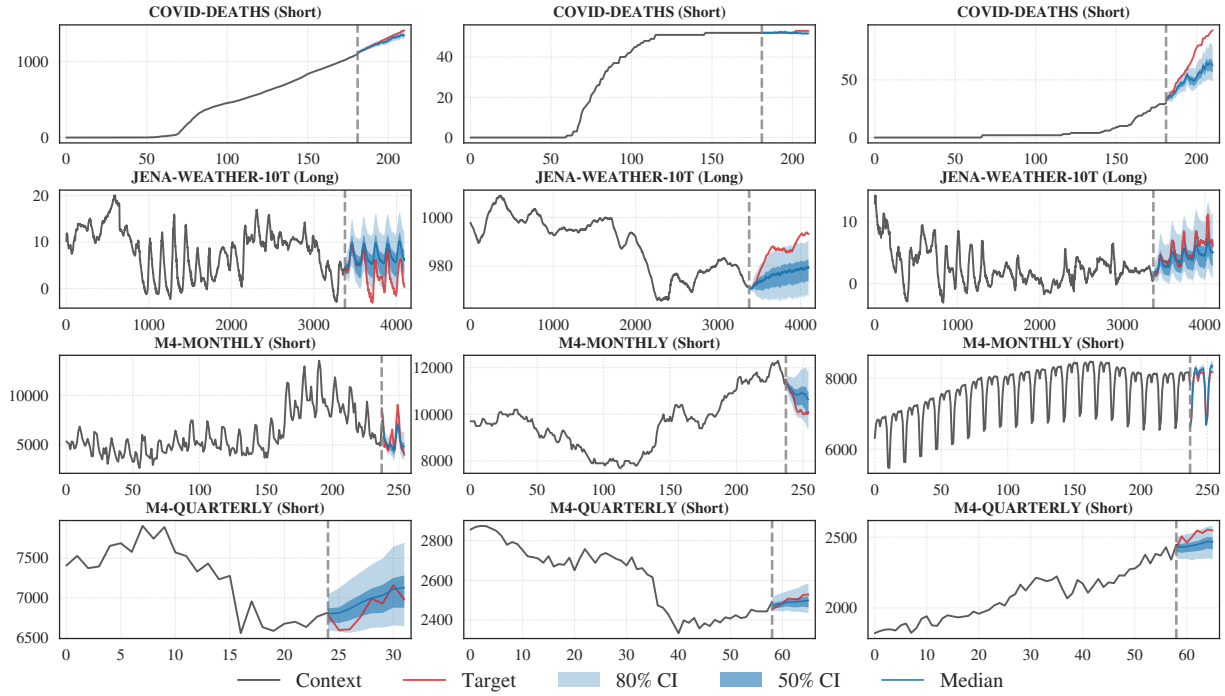 COVID-DEATHS (Short)
COVID-DEATHS (Short)
COVID-DEATHS (Short)
1000
0
0 50 100 150 200
40
20
0
0 50 100 150 200
50
0
0 50 100 150 200
JENA-WEATHER-10T (Long)
JENA-WEATHER-10T (Long)
JENA-WEATHER-10T (Long)
20
10
0
0 1000 2000 3000 4000
1000
980
0 1000 2000 3000 4000
10
0
0 1000 2000 3000 4000
M4-MONTHLY (Short)
M4-MONTHLY (Short)
M4-MONTHLY (Short)
10000
5000
0 50 100 150 200 250
12000
10000
8000
0 50 100 150 200 250
8000
6000
0 50 100 150 200 250
M4-QUARTERLY (Short)
M4-QUARTERLY (Short)
M4-QUARTERLY (Short)
7500
7000
6500
0 5 10 15 20 25 30
2800
2600
2400
0 10 20 30 40 50 60
2500
2000
0 10 20 30 40 50 60
Context Target 80% CI 50% CI Median